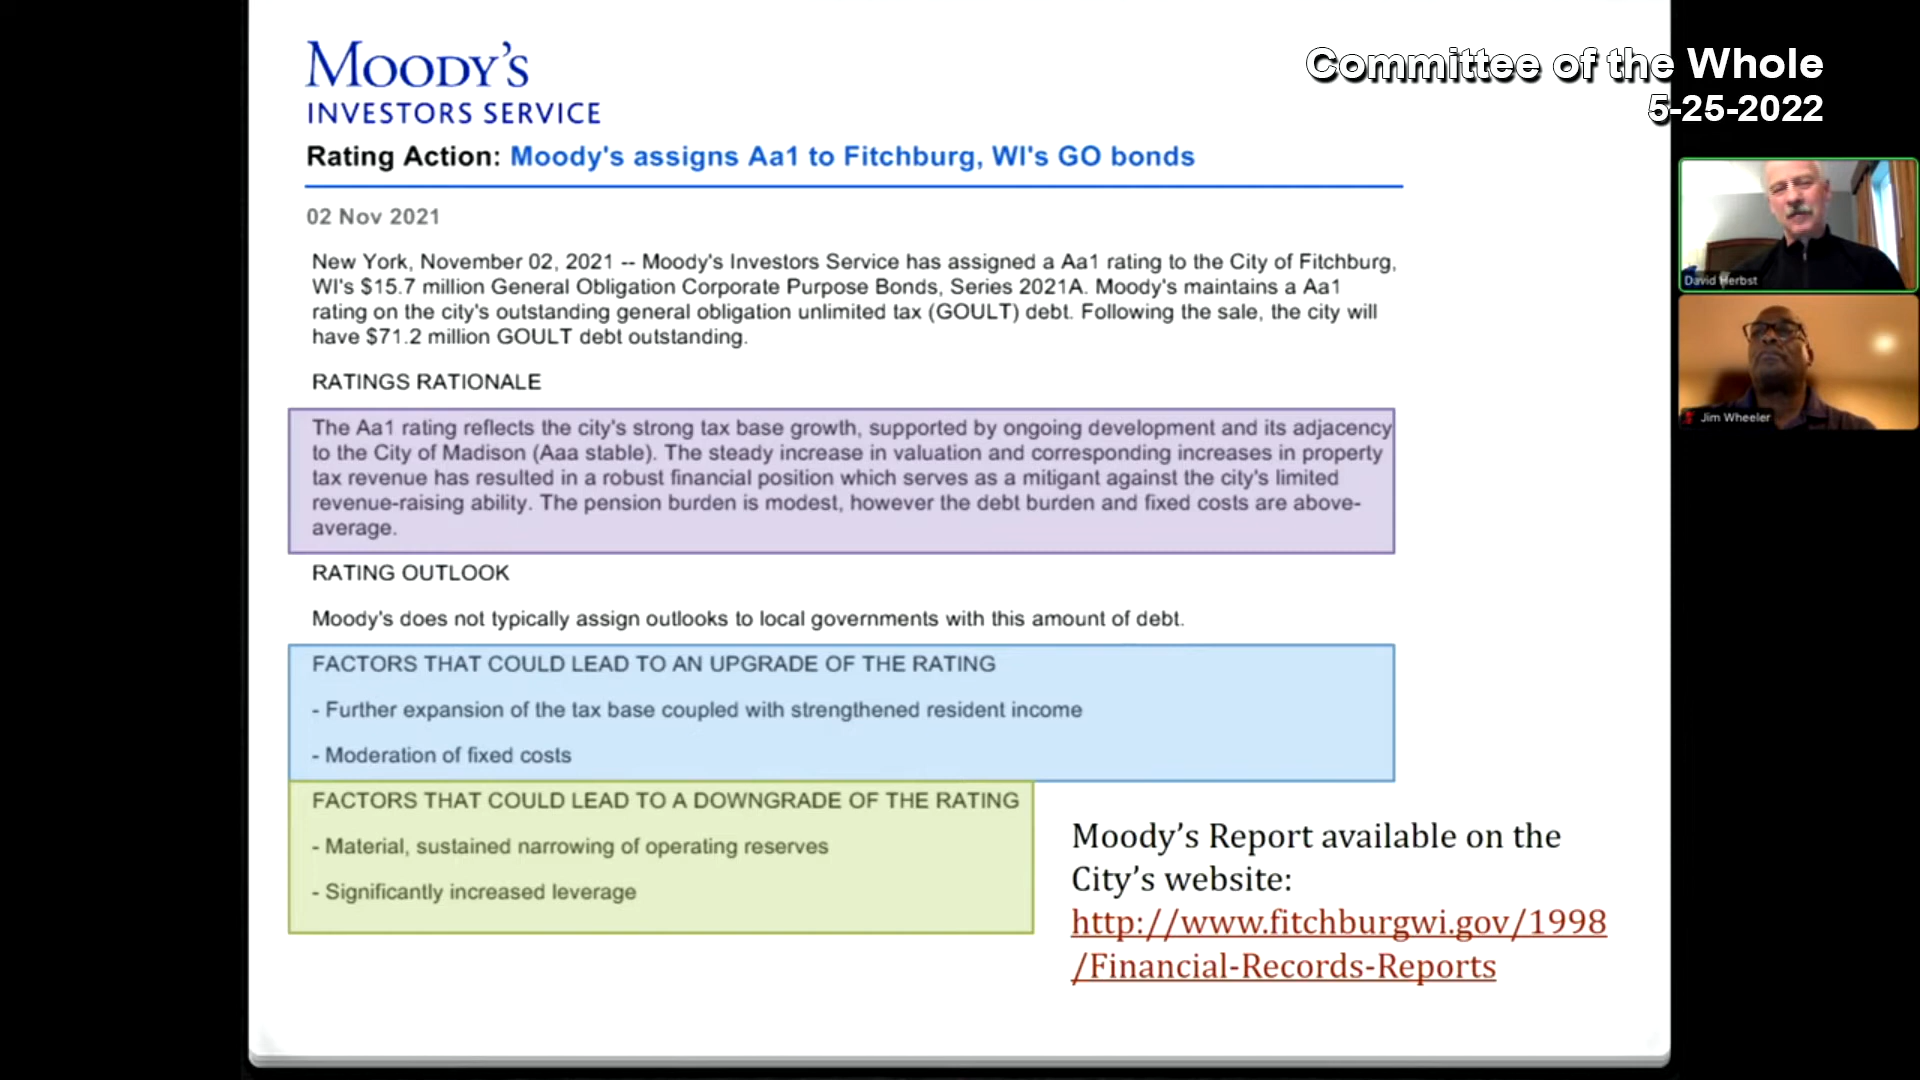 MOODY'S
INVESTORS SERVICE
Committee of the Whole
5-25-2022
Rating Action: Moody's assigns Aa1 to Fitchburg, WI's GO bonds
02 Nov 2021
New York, November 02, 2021 -- Moody's Investors Service has assigned a Aa1 rating to the City of Fitchburg,
WI's $15.7 million General Obligation Corporate Purpose Bonds, Series 2021A. Moody's maintains a Aa1
rating on the city's outstanding general obligation unlimited tax (GOULT) debt. Following the sale, the city will
have $71.2 million GOULT debt outstanding.
RATINGS RATIONALE
The Aa1 rating reflects the city's strong tax base growth, supported by ongoing development and its adjacency
to the City of Madison (Aaa stable). The steady increase in valuation and corresponding increases in property
tax revenue has resulted in a robust financial position which serves as a mitigant against the city's limited
revenue-raising ability. The pension burden is modest, however the debt burden and fixed costs are above-
average.
RATING OUTLOOK
Moody's does not typically assign outlooks to local governments with this amount of debt.
FACTORS THAT COULD LEAD TO AN UPGRADE OF THE RATING
- Further expansion of the tax base coupled with strengthened resident income
- Moderation of fixed costs
FACTORS THAT COULD LEAD TO A DOWNGRADE OF THE RATING
- Material, sustained narrowing of operating reserves
- Significantly increased leverage
Moody's Report available on the
City's website:
http://www.fitchburgwi.gov/1998
/Financial-Records-Reports
David Herbst
Jim Wheeler